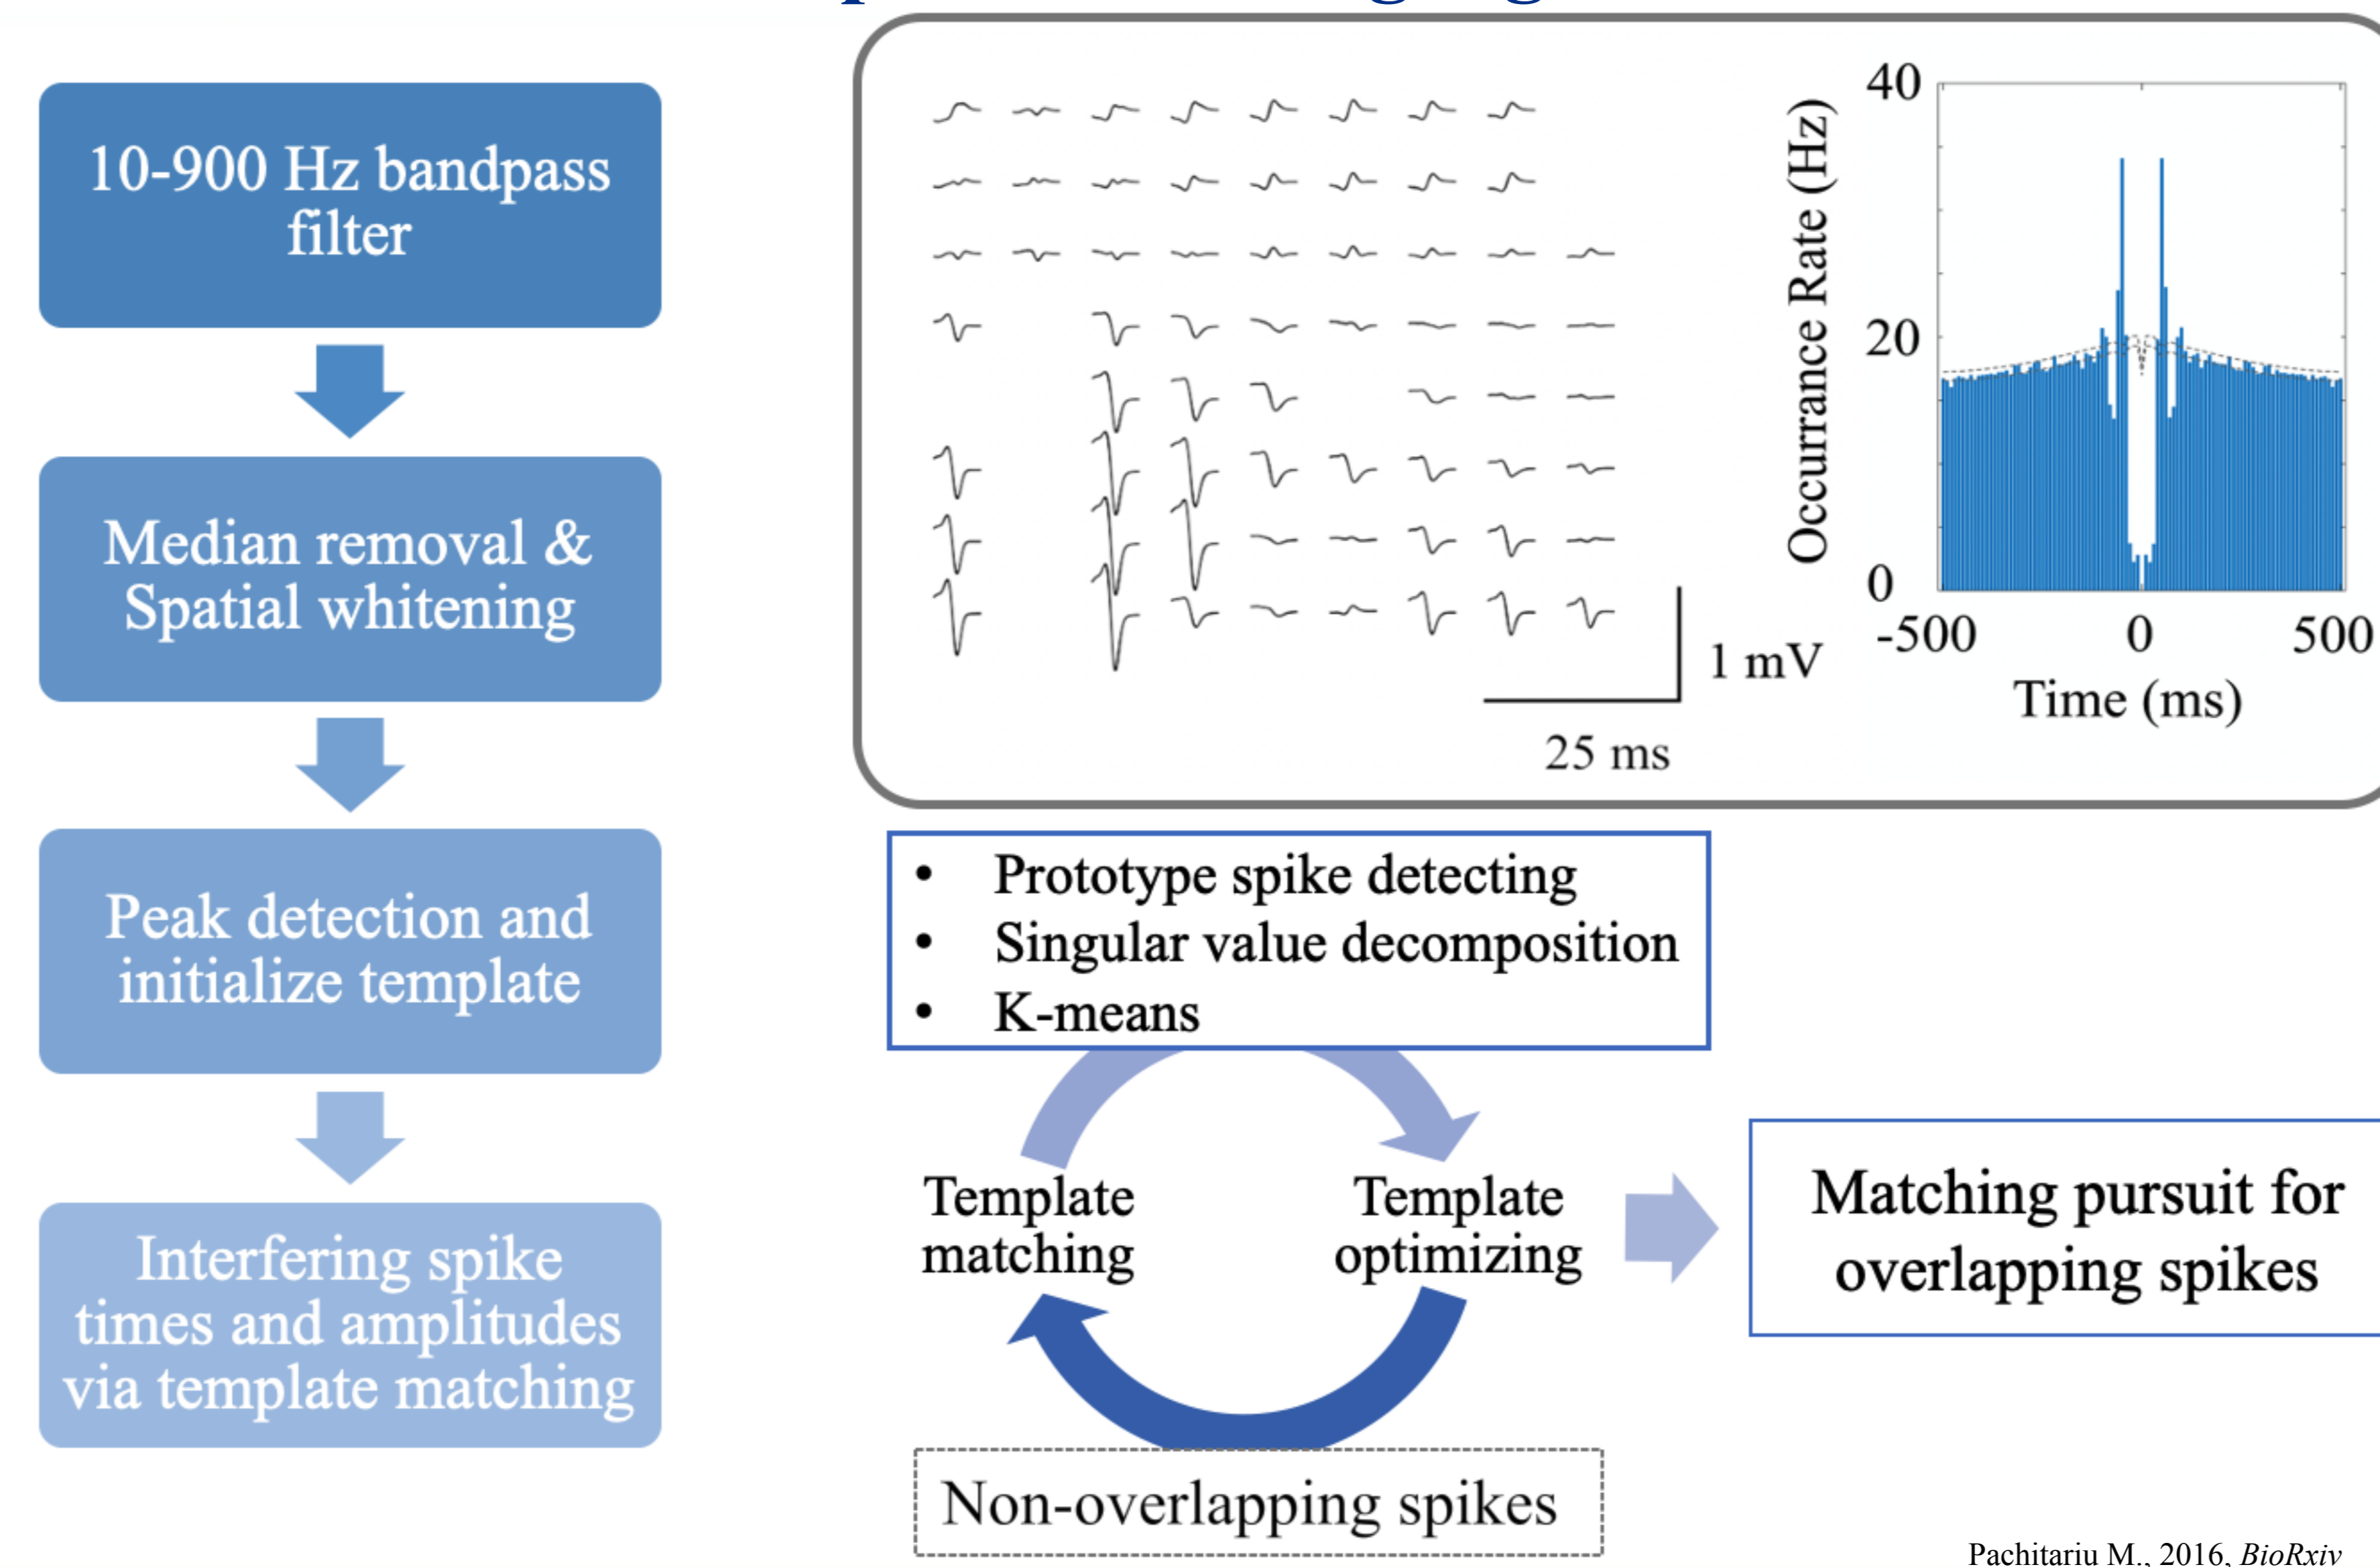 10-900 Hz bandpass
filter
Median removal &
Spatial whitening
Peak detection and
initialize template
Interfering spike
times and amplitudes
via template matching
1 mV
25 ms
Occurrance Rate (Hz)
40
20
0
-500
0
500
Time (ms)
• Prototype spike detecting
• Singular value decomposition
• K-means
Template
matching
Template
optimizing
Matching pursuit for
overlapping spikes
Non-overlapping spikes
Pachitariu M., 2016, BioRxiv